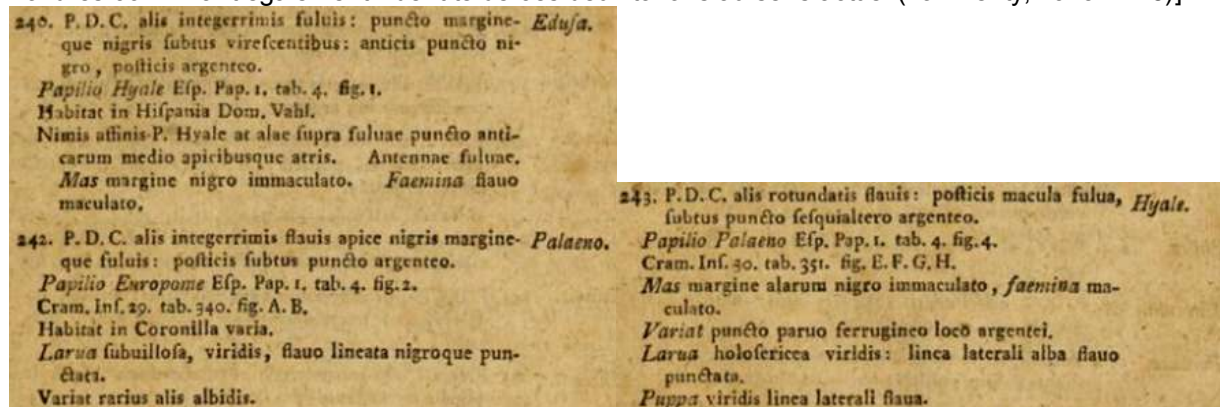 240. P. D. C. alis integerrimis fuluis: puncto margine- Eduſa.
que nigris ſubtus vireſcentibus: anticis puncto ni-
gro, poſticis argenteo.
Papilio Hyale Eſp. Pap. 1. tab. 4. fig. 1.
Habitat in Hiſpania Dom. Vahl.
Nimis affinis P. Hyale at alae ſupra fuluae puncto anti-
carum medio apicibusque atris. Antennae fuluae.
Mas margine nigro immaculato. Faemina flauo
maculato.
242. P. D. C. alis integerrimis flauis apice nigris margine- Palaeno.
que fuluis: poſticis ſubtus puncto argenteo.
Papilio Europome Eſp. Pap. 1. tab. 4. fig. 2.
Cram. Inſ. 29. tab. 340. fig. A. B.
Habitat in Coronilla varia.
Larua ſubuilloſa, viridis, flauo lineata nigroque pun-
ctata.
Variat rarius alis albidis.
243. P. D. C. alis rotundatis flauis: poſticis macula fulua, Hyale.
ſubtus puncto ſeſquialtero argenteo.
Papilio Palaeno Eſp. Pap. 1. tab. 4. fig. 4.
Cram. Inſ. 30. tab. 351. fig. E. F. G. H.
Mas margine alarum nigro immaculato, faemina ma-
culato.
Variat puncto paruo ferrugineo loco argentei.
Larua holoſericea viridis: linea laterali alba flauo
punctata.
Puppa viridis linea laterali flaua.